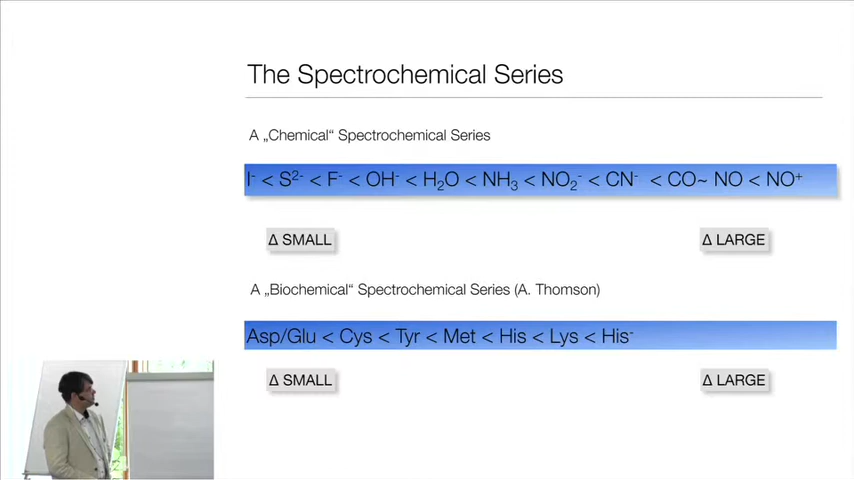 The Spectrochemical Series
A „Chemical“ Spectrochemical Series
I⁻ < S²⁻ < F⁻ < OH⁻ < H₂O < NH₃ < NO₂⁻ < CN⁻ < CO~ NO < NO⁺
Δ SMALL
Δ LARGE
A „Biochemical“ Spectrochemical Series (A. Thomson)
Asp/Glu < Cys < Tyr < Met < His < Lys < His⁻
Δ SMALL
Δ LARGE